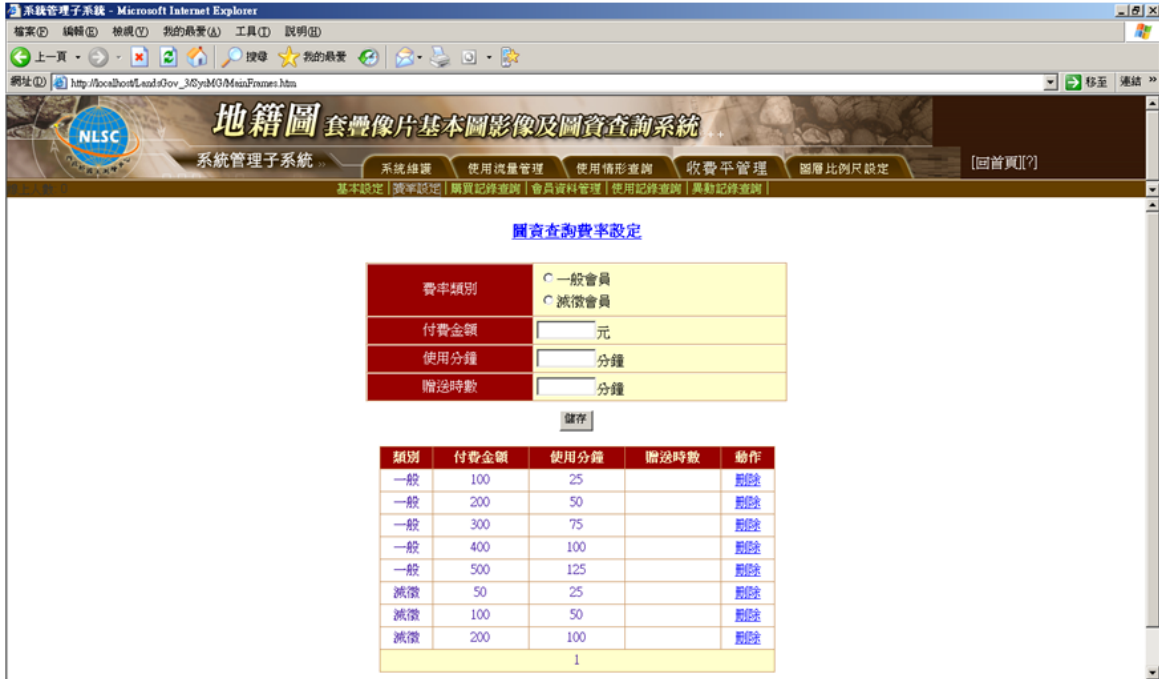 系統管理子系統 - Microsoft Internet Explorer
檔案(F) 編輯(E) 檢視(V) 我的最愛(A) 工具(T) 說明(H)
上一頁 搜尋 我的最愛
網址(D) http://localhost/LandsGov_3/SysMG/MainFrames.htm 移至 連結 »
NLSC 地籍圖 套疊像片基本圖影像及圖資查詢系統
系統管理子系統 » 系統維護 使用流量管理 使用情形查詢 收費平管理 圖層比例尺設定 [回首頁][?]
線上人數: 0 基本設定 | 費率設定 | 購買記錄查詢 | 會員資料管理 | 使用記錄查詢 | 異動記錄查詢 |
圖資查詢費率設定
費率類別 一般會員
減徵會員
付費金額 元
使用分鐘 分鐘
贈送時數 分鐘
儲存
類別 付費金額 使用分鐘 贈送時數 動作
一般 100 25 刪除
一般 200 50 刪除
一般 300 75 刪除
一般 400 100 刪除
一般 500 125 刪除
減徵 50 25 刪除
減徵 100 50 刪除
減徵 200 100 刪除
1